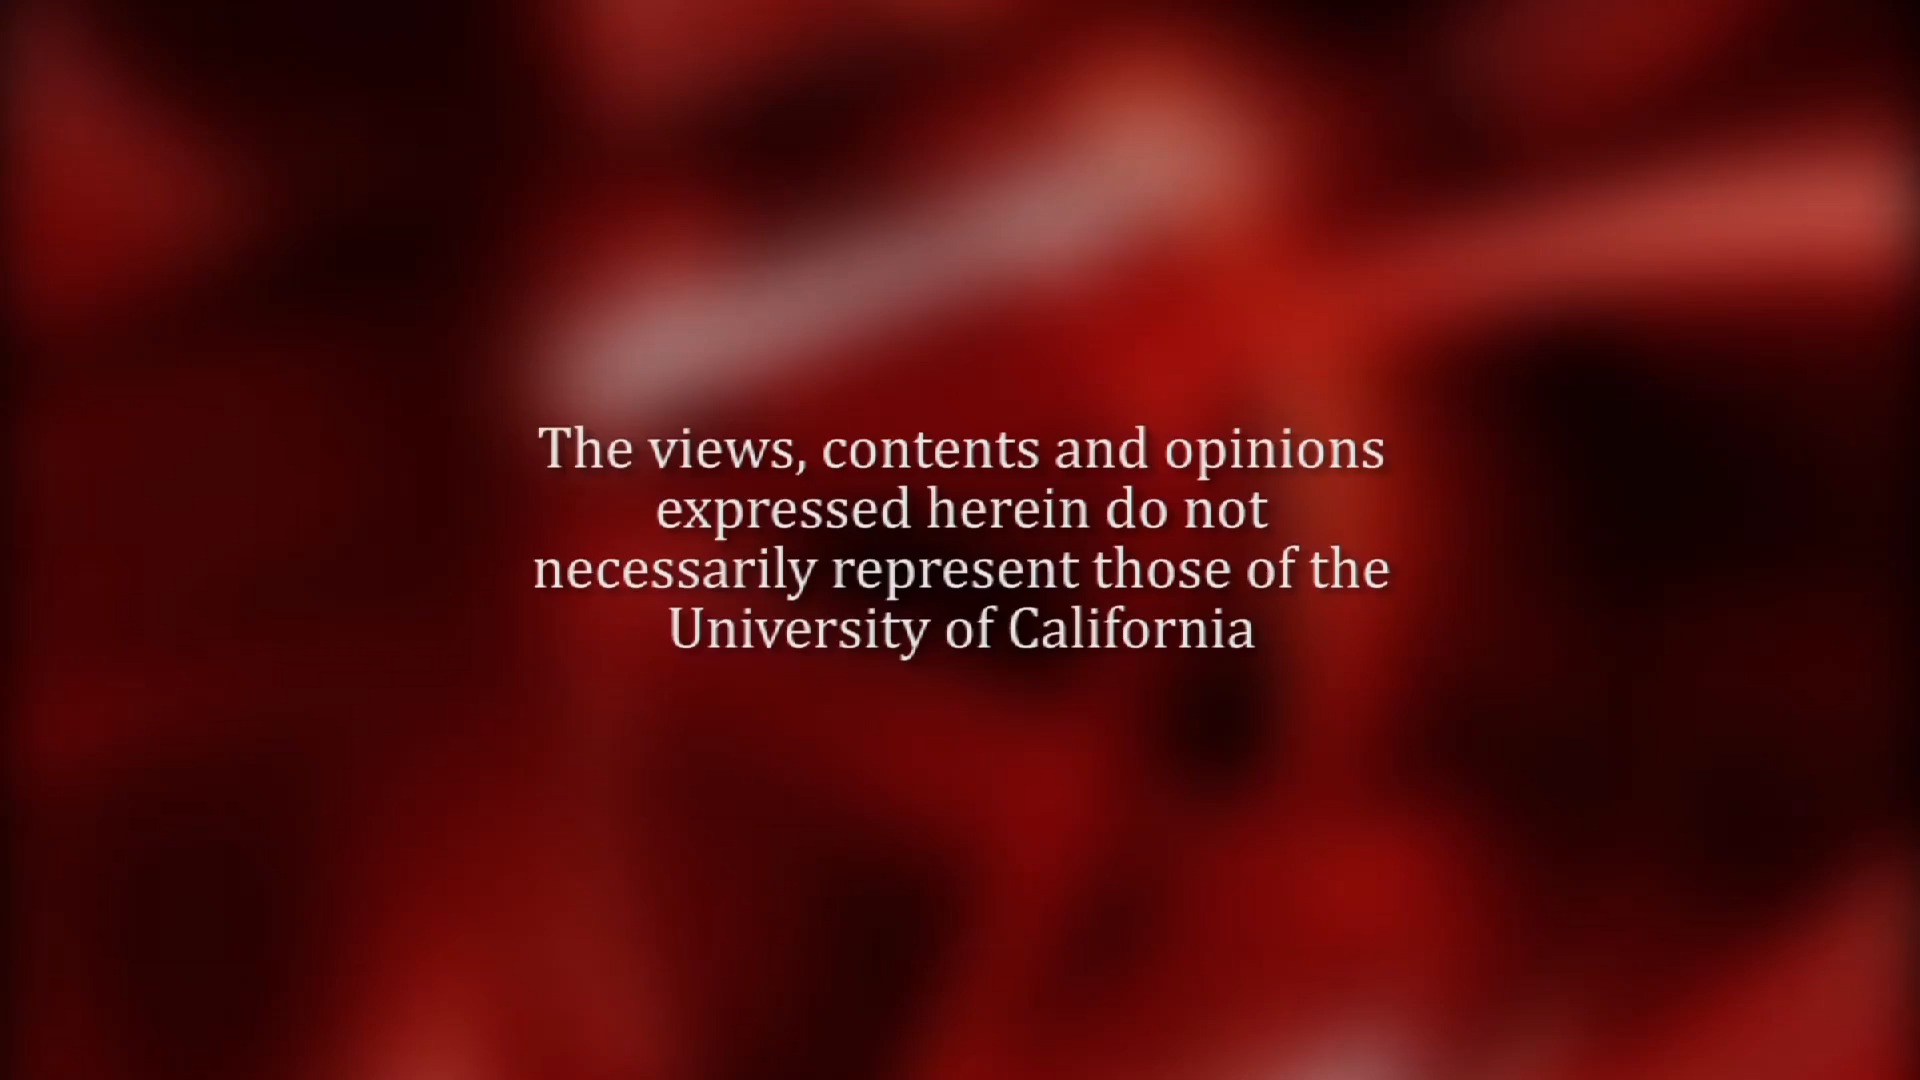 The views, contents and opinions
expressed herein do not
necessarily represent those of the
University of California